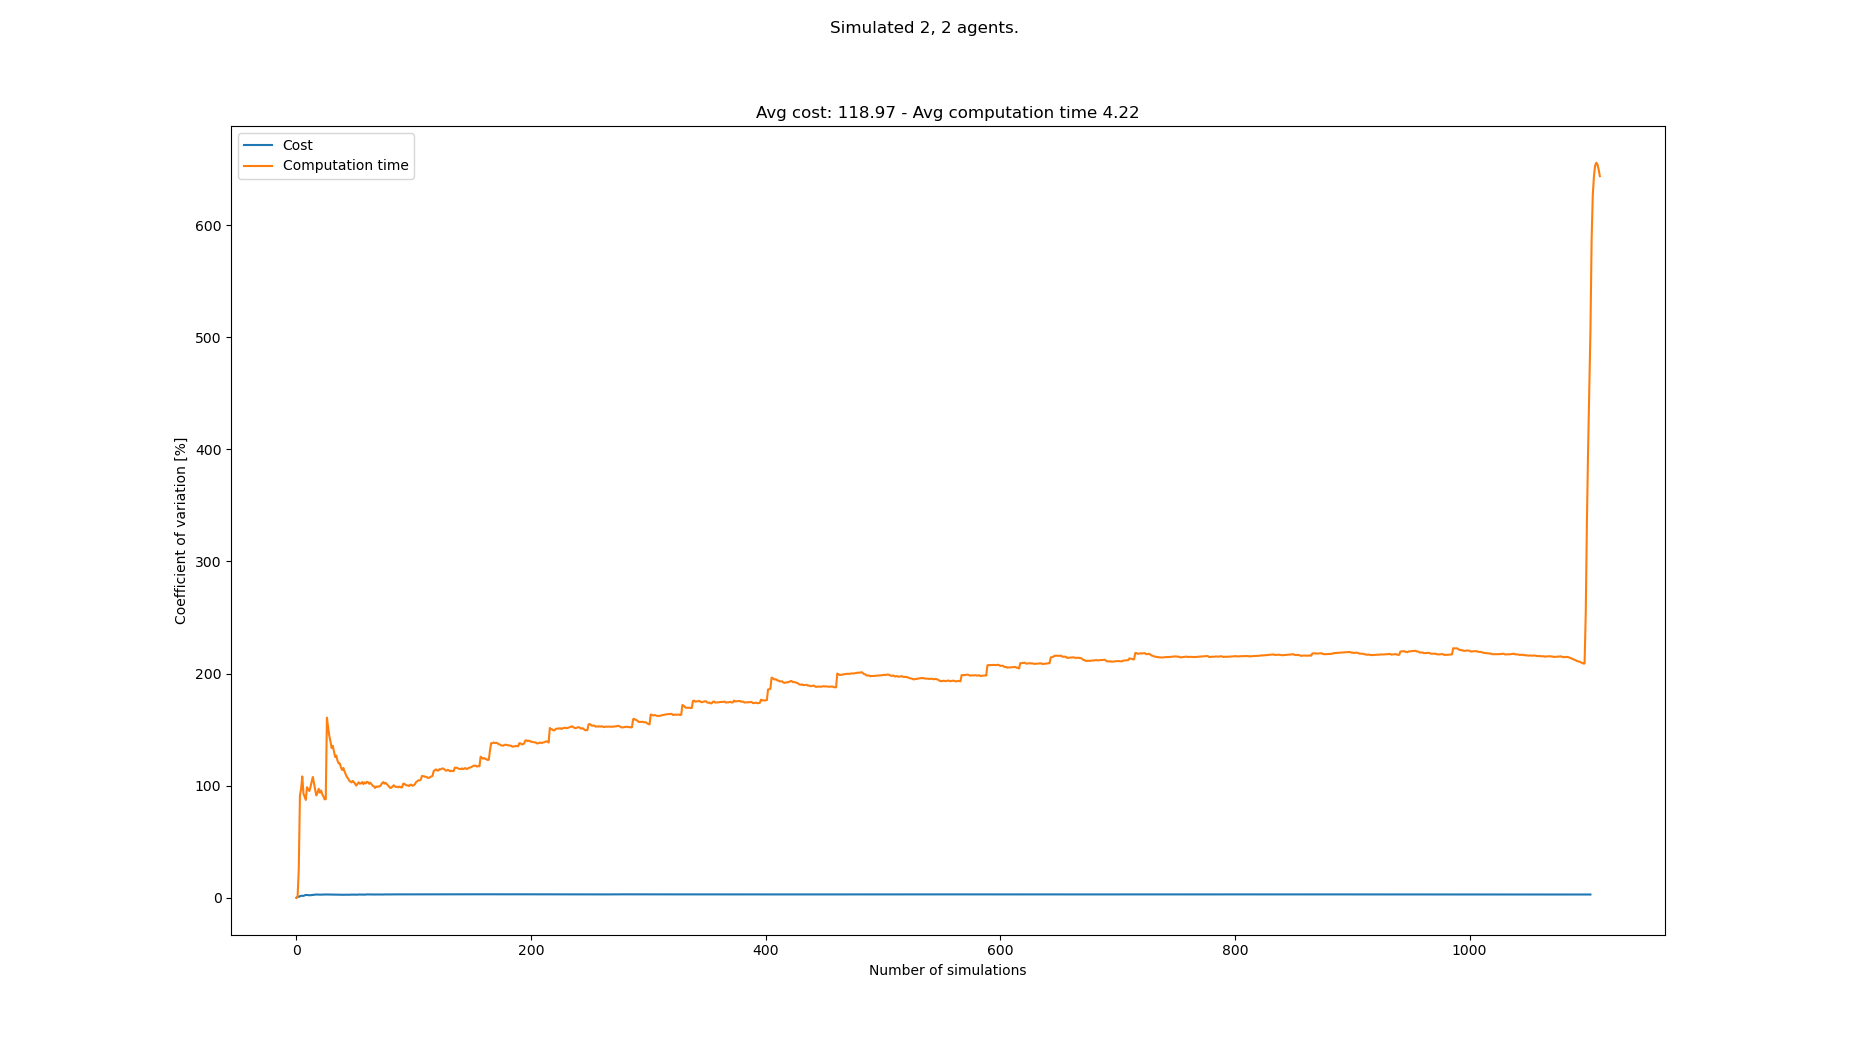 Simulated 2, 2 agents.
Avg cost: 118.97 - Avg computation time 4.22
Cost
Computation time
Coefficient of variation [%]
600
500
400
300
200
100
0
0 200 400 600 800 1000
Number of simulations